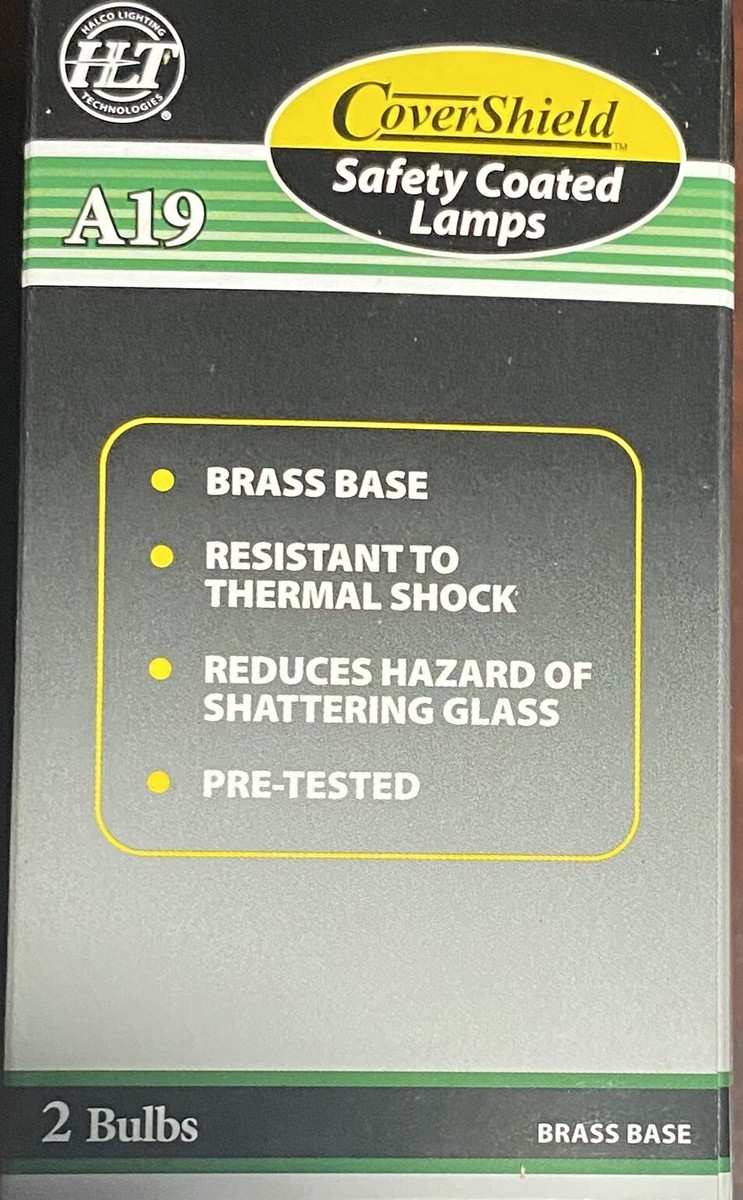 HALCO LIGHTING
HLT
TECHNOLOGIES
®
CoverShield™
Safety Coated
Lamps
A19
BRASS BASE
RESISTANT TO
THERMAL SHOCK
REDUCES HAZARD OF
SHATTERING GLASS
PRE-TESTED
2 Bulbs
BRASS BASE